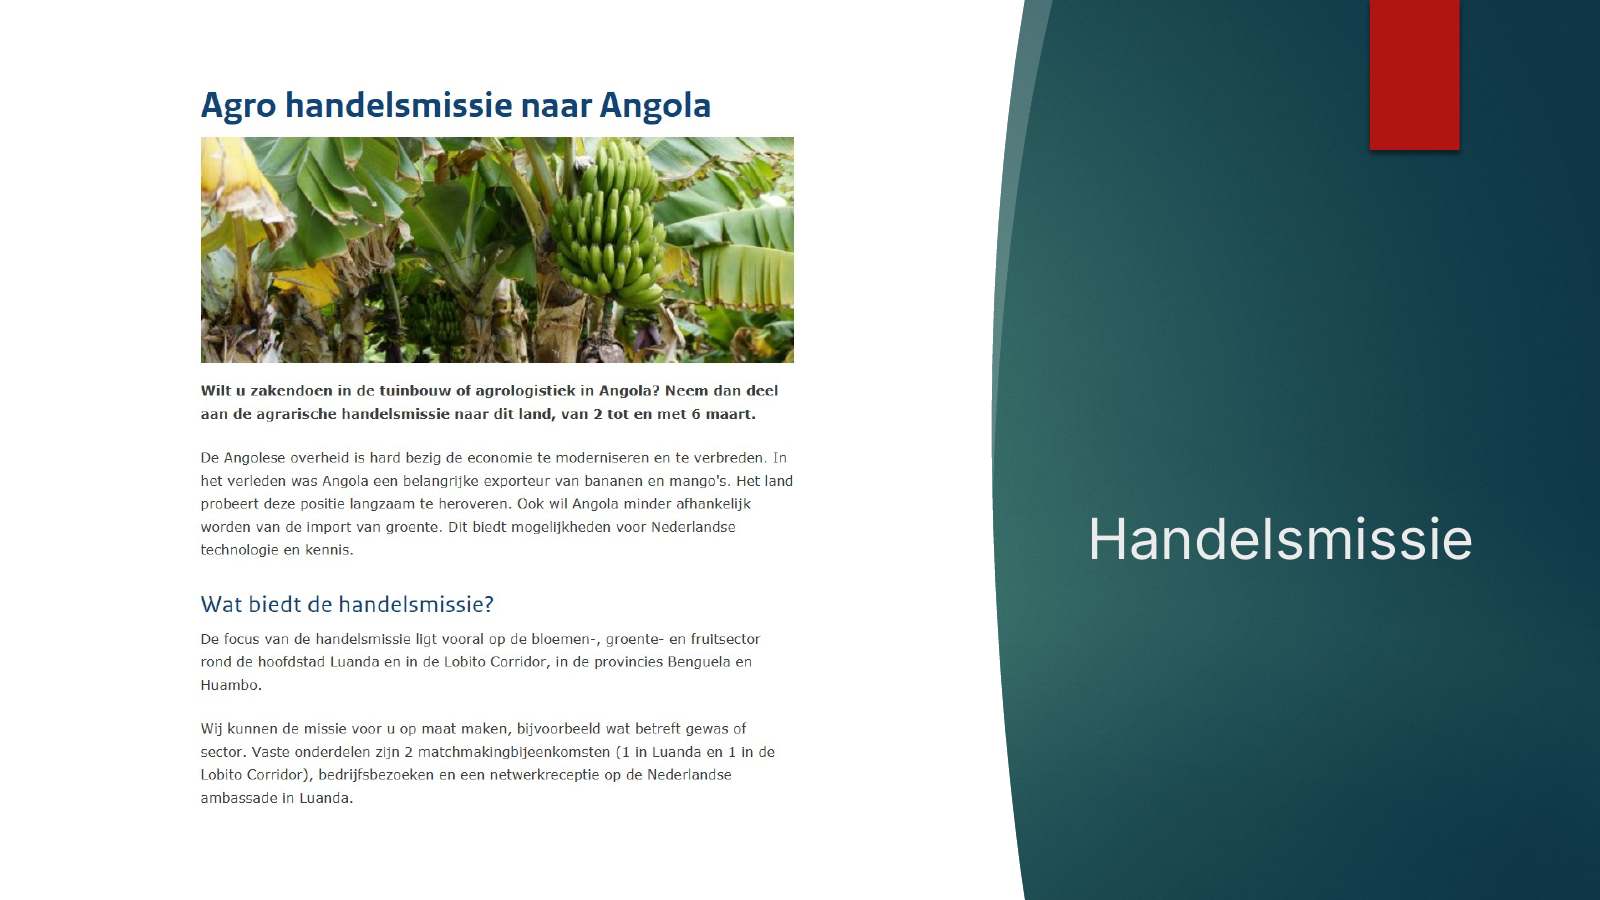 Agro handelsmissie naar Angola
Wilt u zakendoen in de tuinbouw of agrologistiek in Angola? Neem dan deel
aan de agrarische handelsmissie naar dit land, van 2 tot en met 6 maart.
De Angolese overheid is hard bezig de economie te moderniseren en te verbreden. In
het verleden was Angola een belangrijke exporteur van bananen en mango's. Het land
probeert deze positie langzaam te heroveren. Ook wil Angola minder afhankelijk
worden van de import van groente. Dit biedt mogelijkheden voor Nederlandse
technologie en kennis.
Wat biedt de handelsmissie?
De focus van de handelsmissie ligt vooral op de bloemen-, groente- en fruitsector
rond de hoofdstad Luanda en in de Lobito Corridor, in de provincies Benguela en
Huambo.
Wij kunnen de missie voor u op maat maken, bijvoorbeeld wat betreft gewas of
sector. Vaste onderdelen zijn 2 matchmakingbijeenkomsten (1 in Luanda en 1 in de
Lobito Corridor), bedrijfsbezoeken en een netwerkreceptie op de Nederlandse
ambassade in Luanda.
Handelsmissie